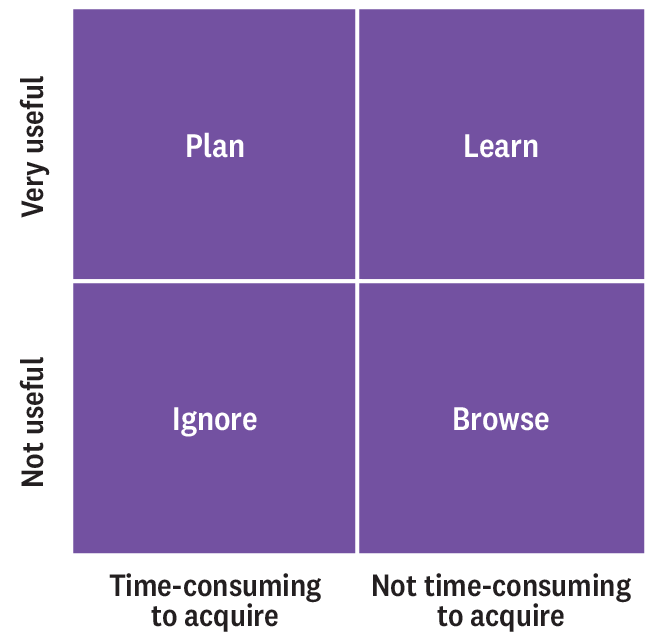 Very useful
Plan
Learn
Not useful
Ignore
Browse
Time-consuming
to acquire
Not time-consuming
to acquire